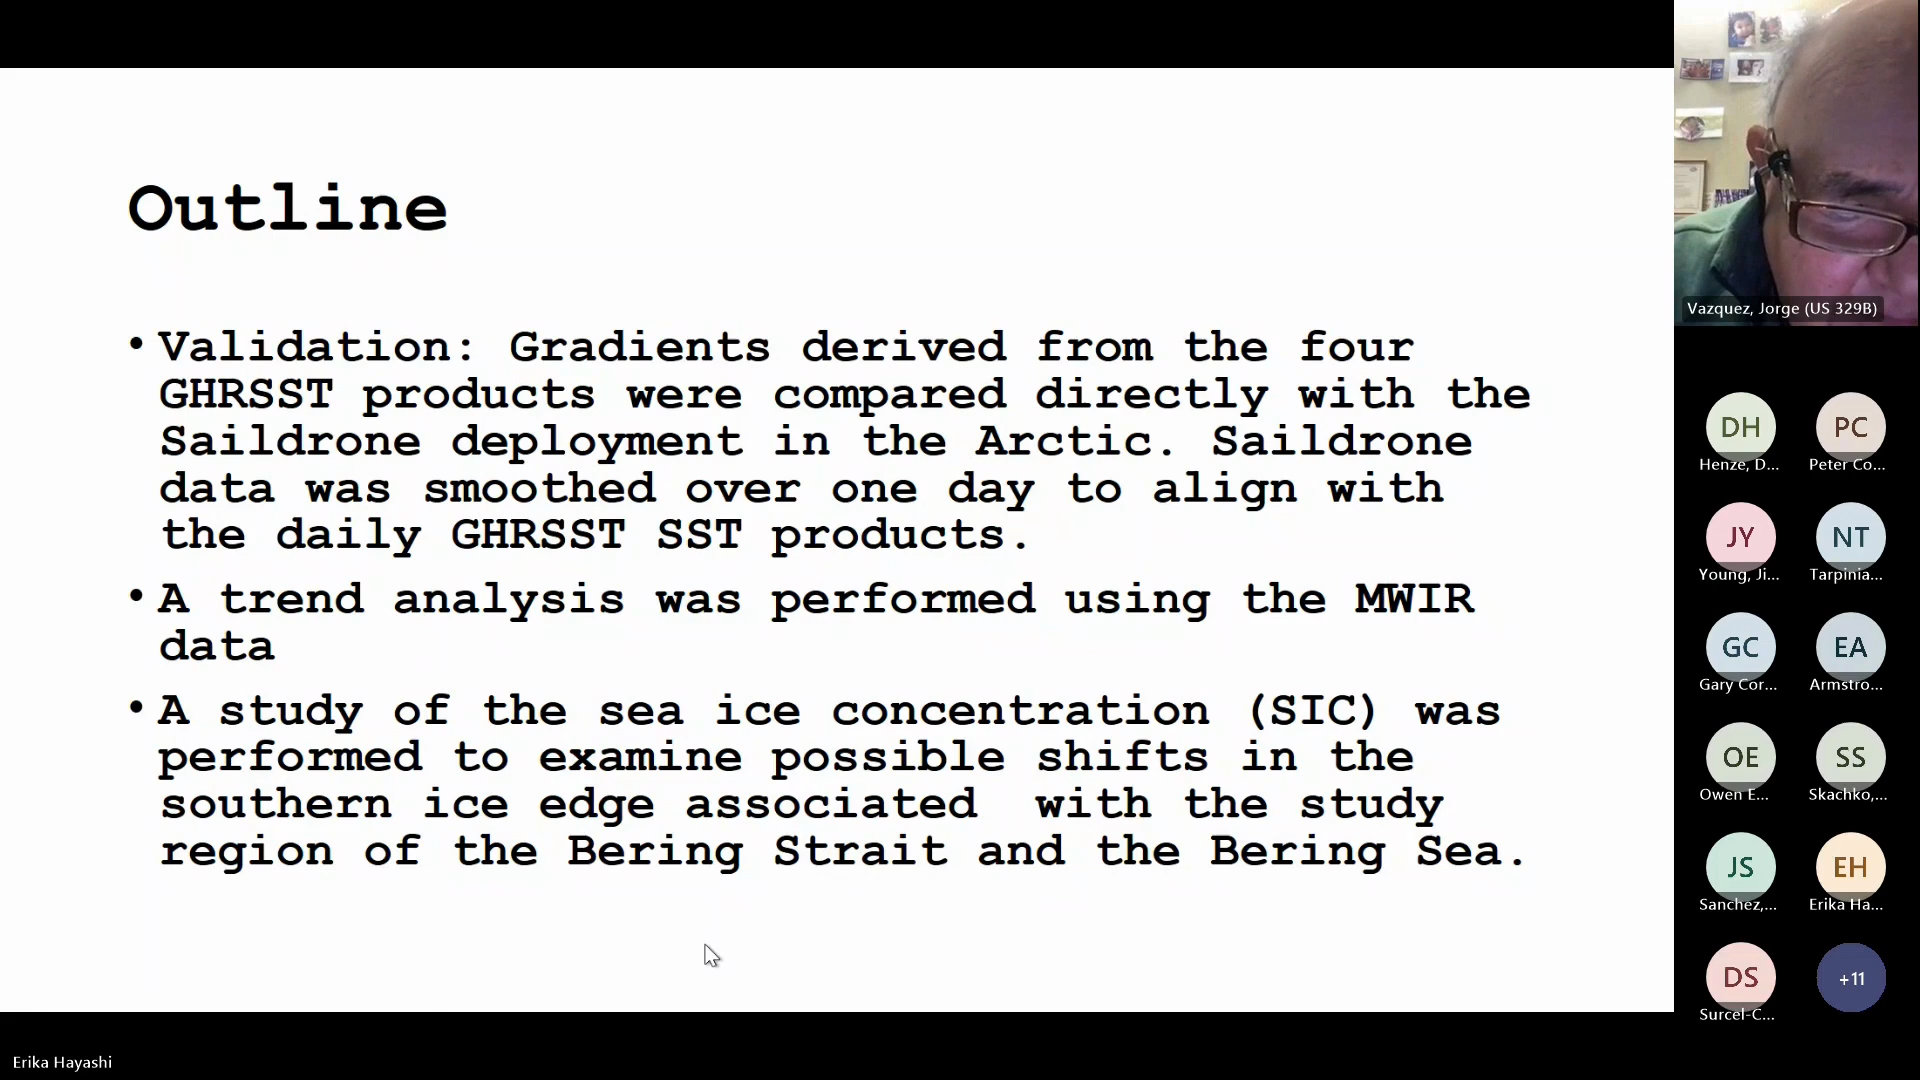 Outline
• Validation: Gradients derived from the four
GHRSST products were compared directly with the
Saildrone deployment in the Arctic. Saildrone
data was smoothed over one day to align with
the daily GHRSST SST products.
• A trend analysis was performed using the MWIR
data
• A study of the sea ice concentration (SIC) was
performed to examine possible shifts in the
southern ice edge associated  with the study
region of the Bering Strait and the Bering Sea.
Vazquez, Jorge (US 329B)
DH PC
Henze, D... Peter Co...
JY NT
Young, Ji... Tarpinia...
GC EA
Gary Cor... Armstro...
OE SS
Owen E... Skachko,...
JS EH
Sanchez,... Erika Ha...
DS +11
Surcel-C...
Erika Hayashi